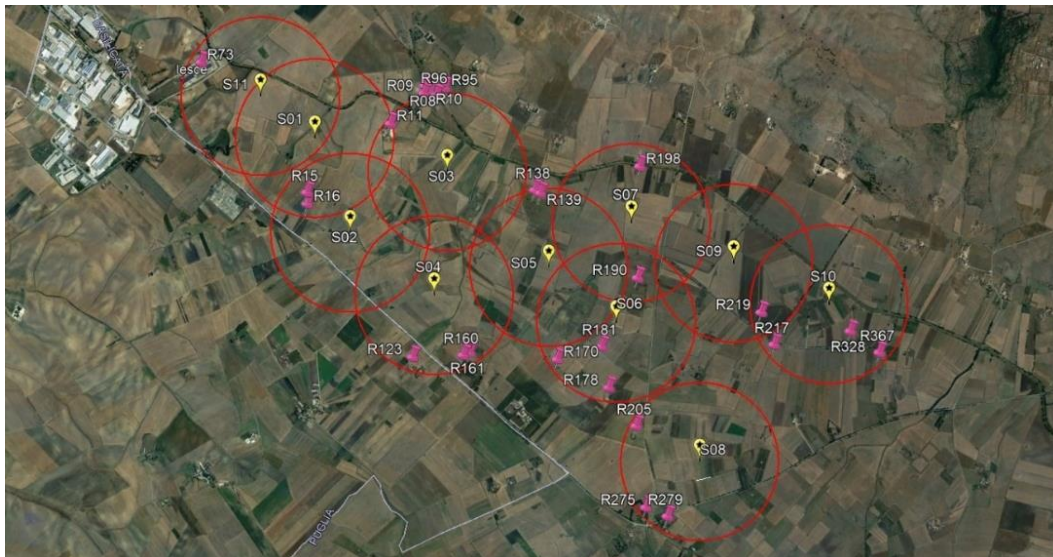 BASILICATA
R73
Iesce
S11
R96
R95
R09
R08
R10
S01
R11
S03
R15
R16
S02
R138
R139
R198
S07
S05
S09
S04
R190
S06
S10
R219
R217
R181
R170
R178
R328
R367
R123
R160
R161
R205
S08
R275
R279
PUGLIA